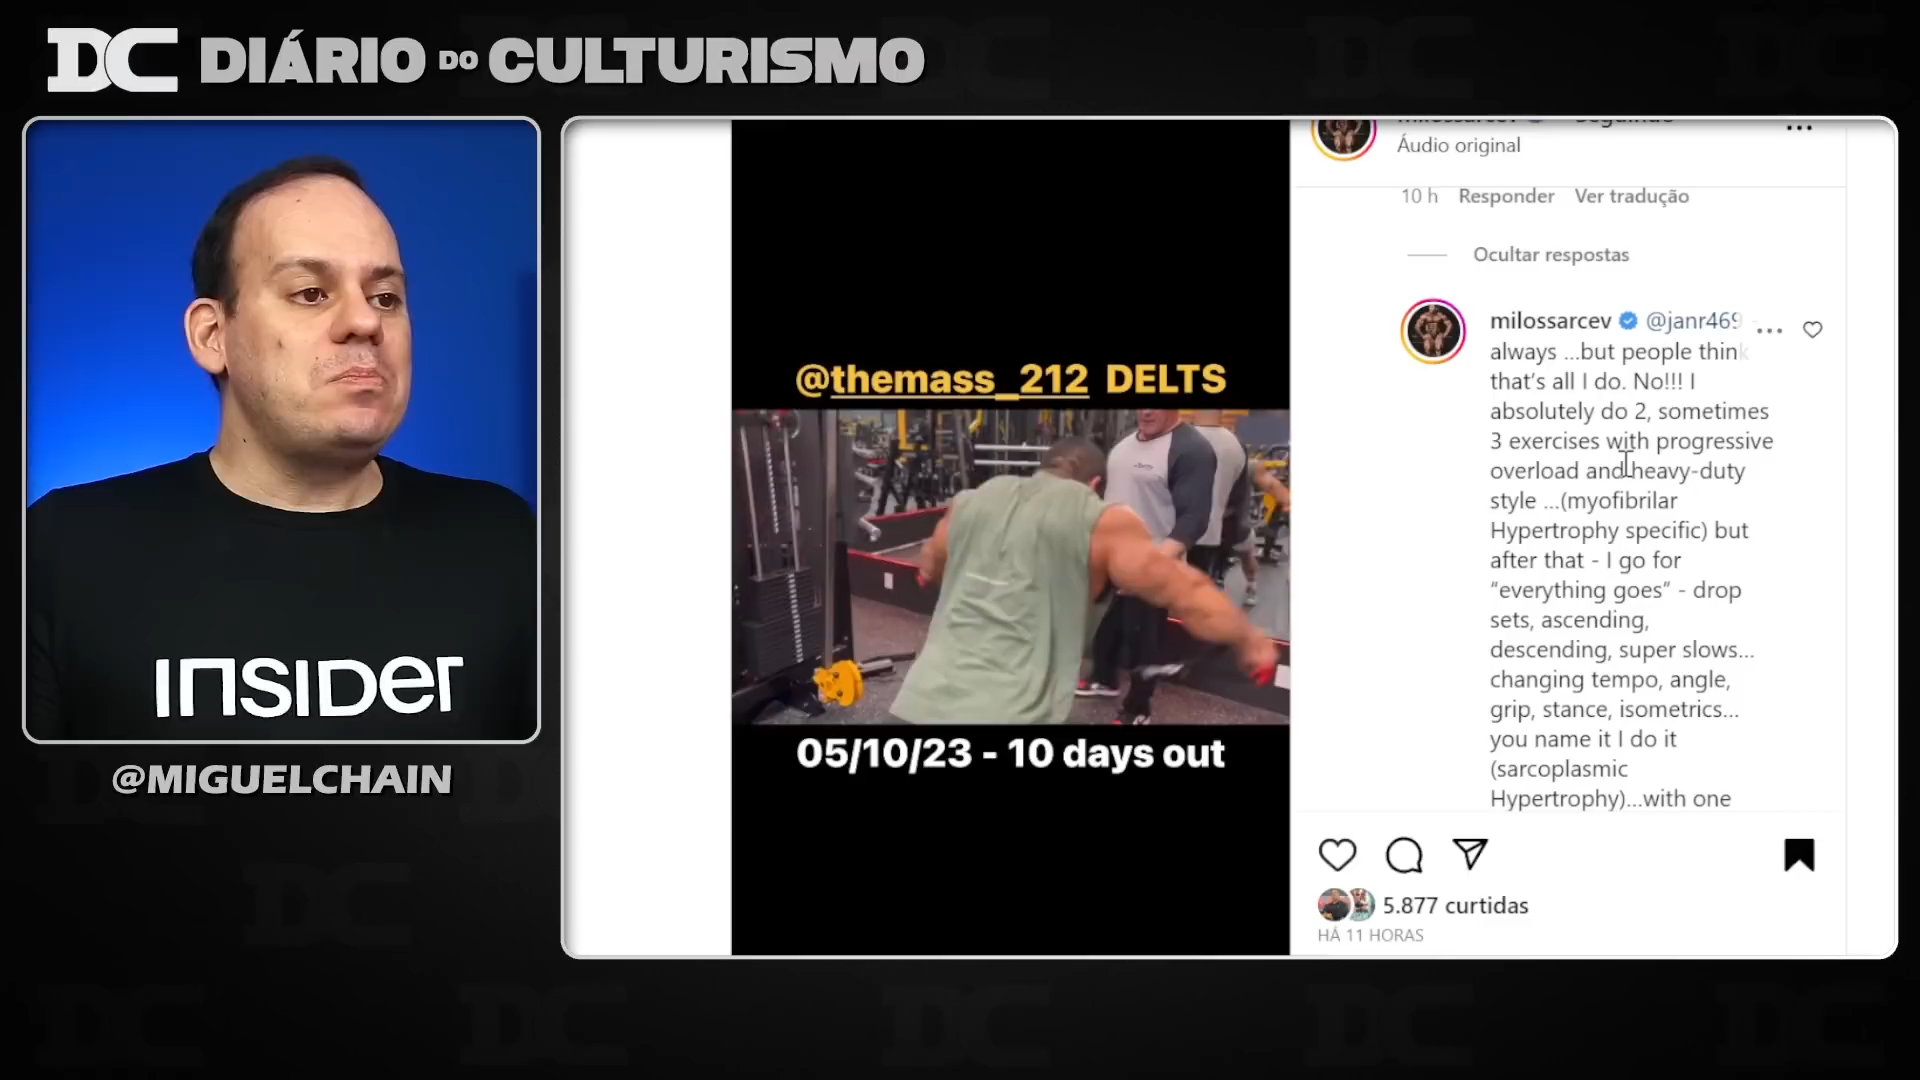 DC DIÁRIO DO CULTURISMO
INSIDER
@MIGUELCHAIN
@themass_212 DELTS
05/10/23 - 10 days out
milossarcev Seguindo
Áudio original
10 h Responder Ver tradução
Ocultar respostas
milossarcev @janr469
always ...but people think
that's all I do. No!!! I
absolutely do 2, sometimes
3 exercises with progressive
overload and heavy-duty
style ...(myofibrilar
Hypertrophy specific) but
after that - I go for
“everything goes” - drop
sets, ascending,
descending, super slows...
changing tempo, angle,
grip, stance, isometrics...
you name it I do it
(sarcoplasmic
Hypertrophy)...with one
5.877 curtidas
HÁ 11 HORAS